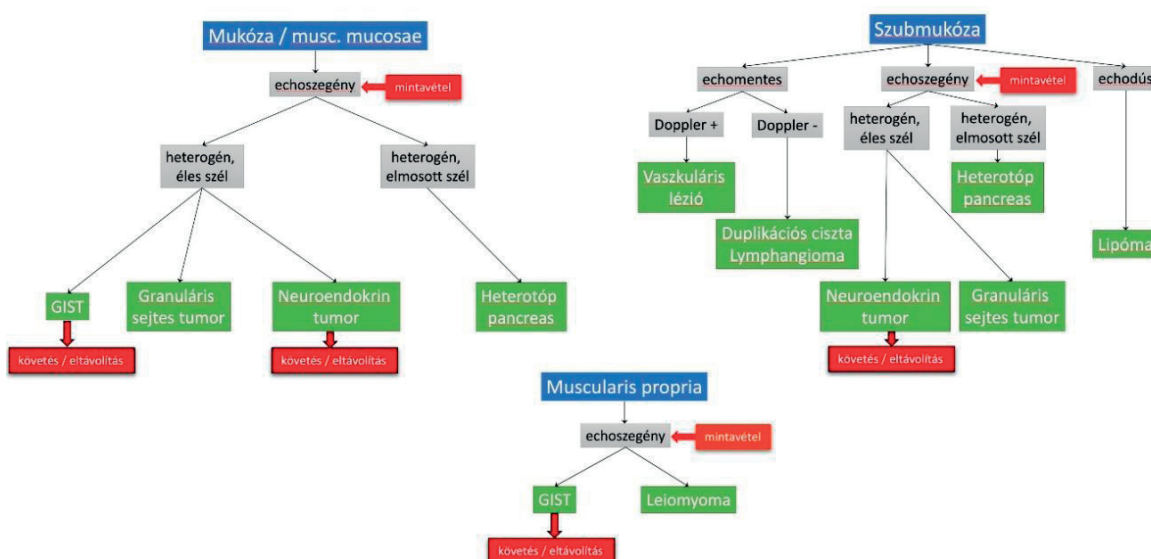 Mukóza / musc. mucosae
echoszegény
mintavétel
heterogén,
éles szél
heterogén,
elmosott szél
GIST
Granuláris
sejtes tumor
Neuroendokrin
tumor
Heterotóp
pancreas
követés / eltávolítás
követés / eltávolítás
Szubmukóza
echomentes
echoszegény
mintavétel
echodús
Doppler +
Doppler -
heterogén,
éles szél
heterogén,
elmosott szél
Vaszkuláris
lézió
Heterotóp
pancreas
Duplikációs ciszta
Lymphangioma
Lipóma
Neuroendokrin
tumor
Granuláris
sejtes tumor
követés / eltávolítás
Muscularis propria
echoszegény
mintavétel
GIST
Leiomyoma
követés / eltávolítás